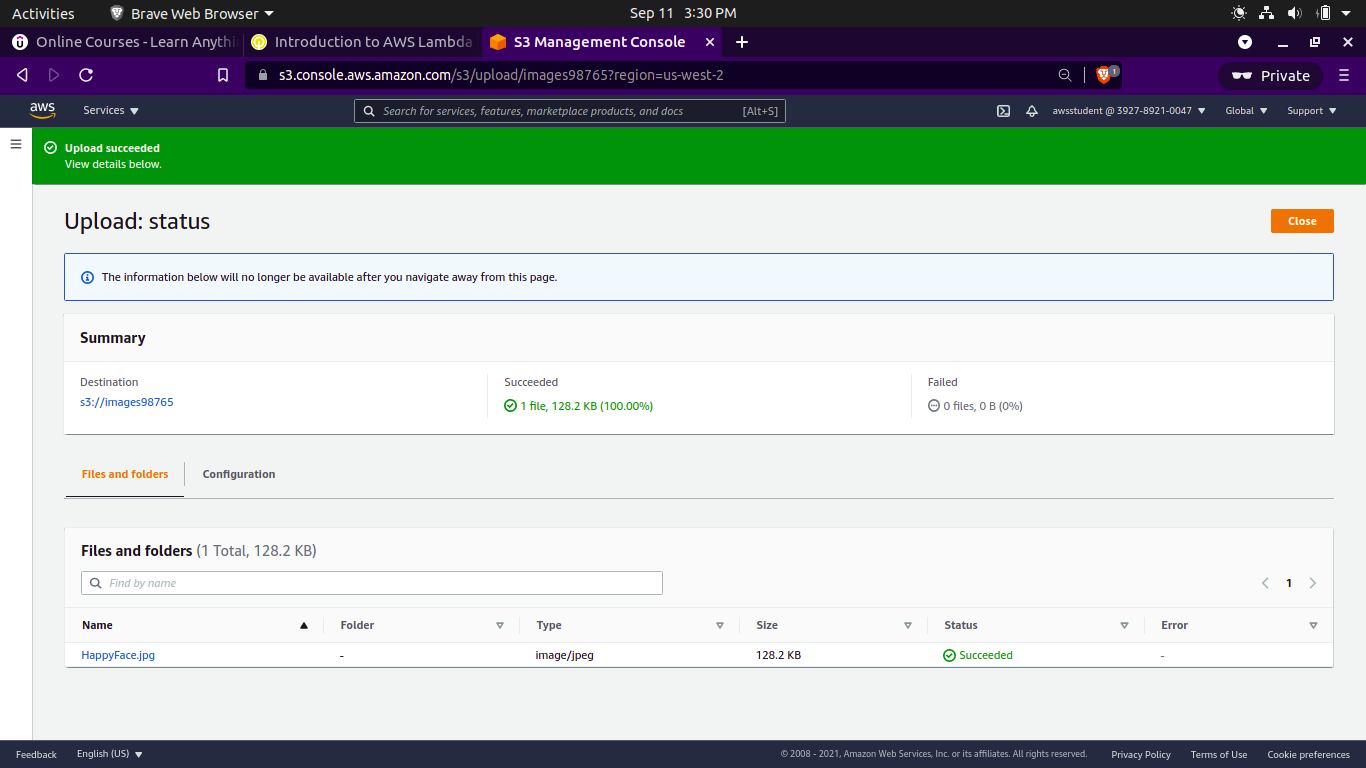 Activities Brave Web Browser Sep 11 3:30 PM
Online Courses - Learn Anythi Introduction to AWS Lambda S3 Management Console
s3.console.aws.amazon.com/s3/upload/images98765?region=us-west-2 1 Private
aws Services Search for services, features, marketplace products, and docs [Alt+S] awsstudent @ 3927-8921-0047 Global Support
Upload succeeded
View details below.
Upload: status Close
The information below will no longer be available after you navigate away from this page.
Summary
Destination Succeeded Failed
s3://images98765 1 file, 128.2 KB (100.00%) 0 files, 0 B (0%)
Files and folders Configuration
Files and folders (1 Total, 128.2 KB)
Find by name 1
Name Folder Type Size Status Error
HappyFace.jpg - image/jpeg 128.2 KB Succeeded -
Feedback English (US) © 2008 - 2021, Amazon Web Services, Inc. or its affiliates. All rights reserved. Privacy Policy Terms of Use Cookie preferences